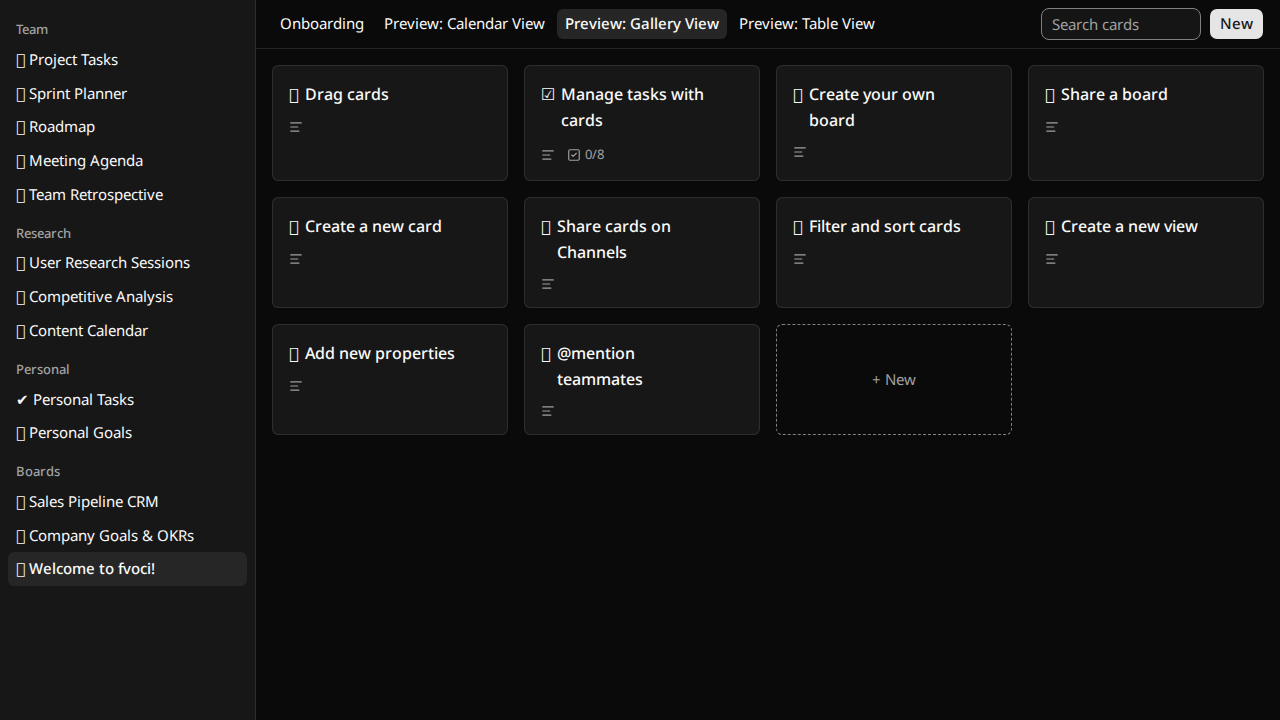 Team
Project Tasks
Sprint Planner
Roadmap
Meeting Agenda
Team Retrospective
Research
User Research Sessions
Competitive Analysis
Content Calendar
Personal
✔ Personal Tasks
Personal Goals
Boards
Sales Pipeline CRM
Company Goals & OKRs
Welcome to fvoci!
Onboarding
Preview: Calendar View
Preview: Gallery View
Preview: Table View
Search cards
New
Drag cards
☑ Manage tasks with
cards
0/8
Create your own
board
Share a board
Create a new card
Share cards on
Channels
Filter and sort cards
Create a new view
Add new properties
@mention
teammates
+ New